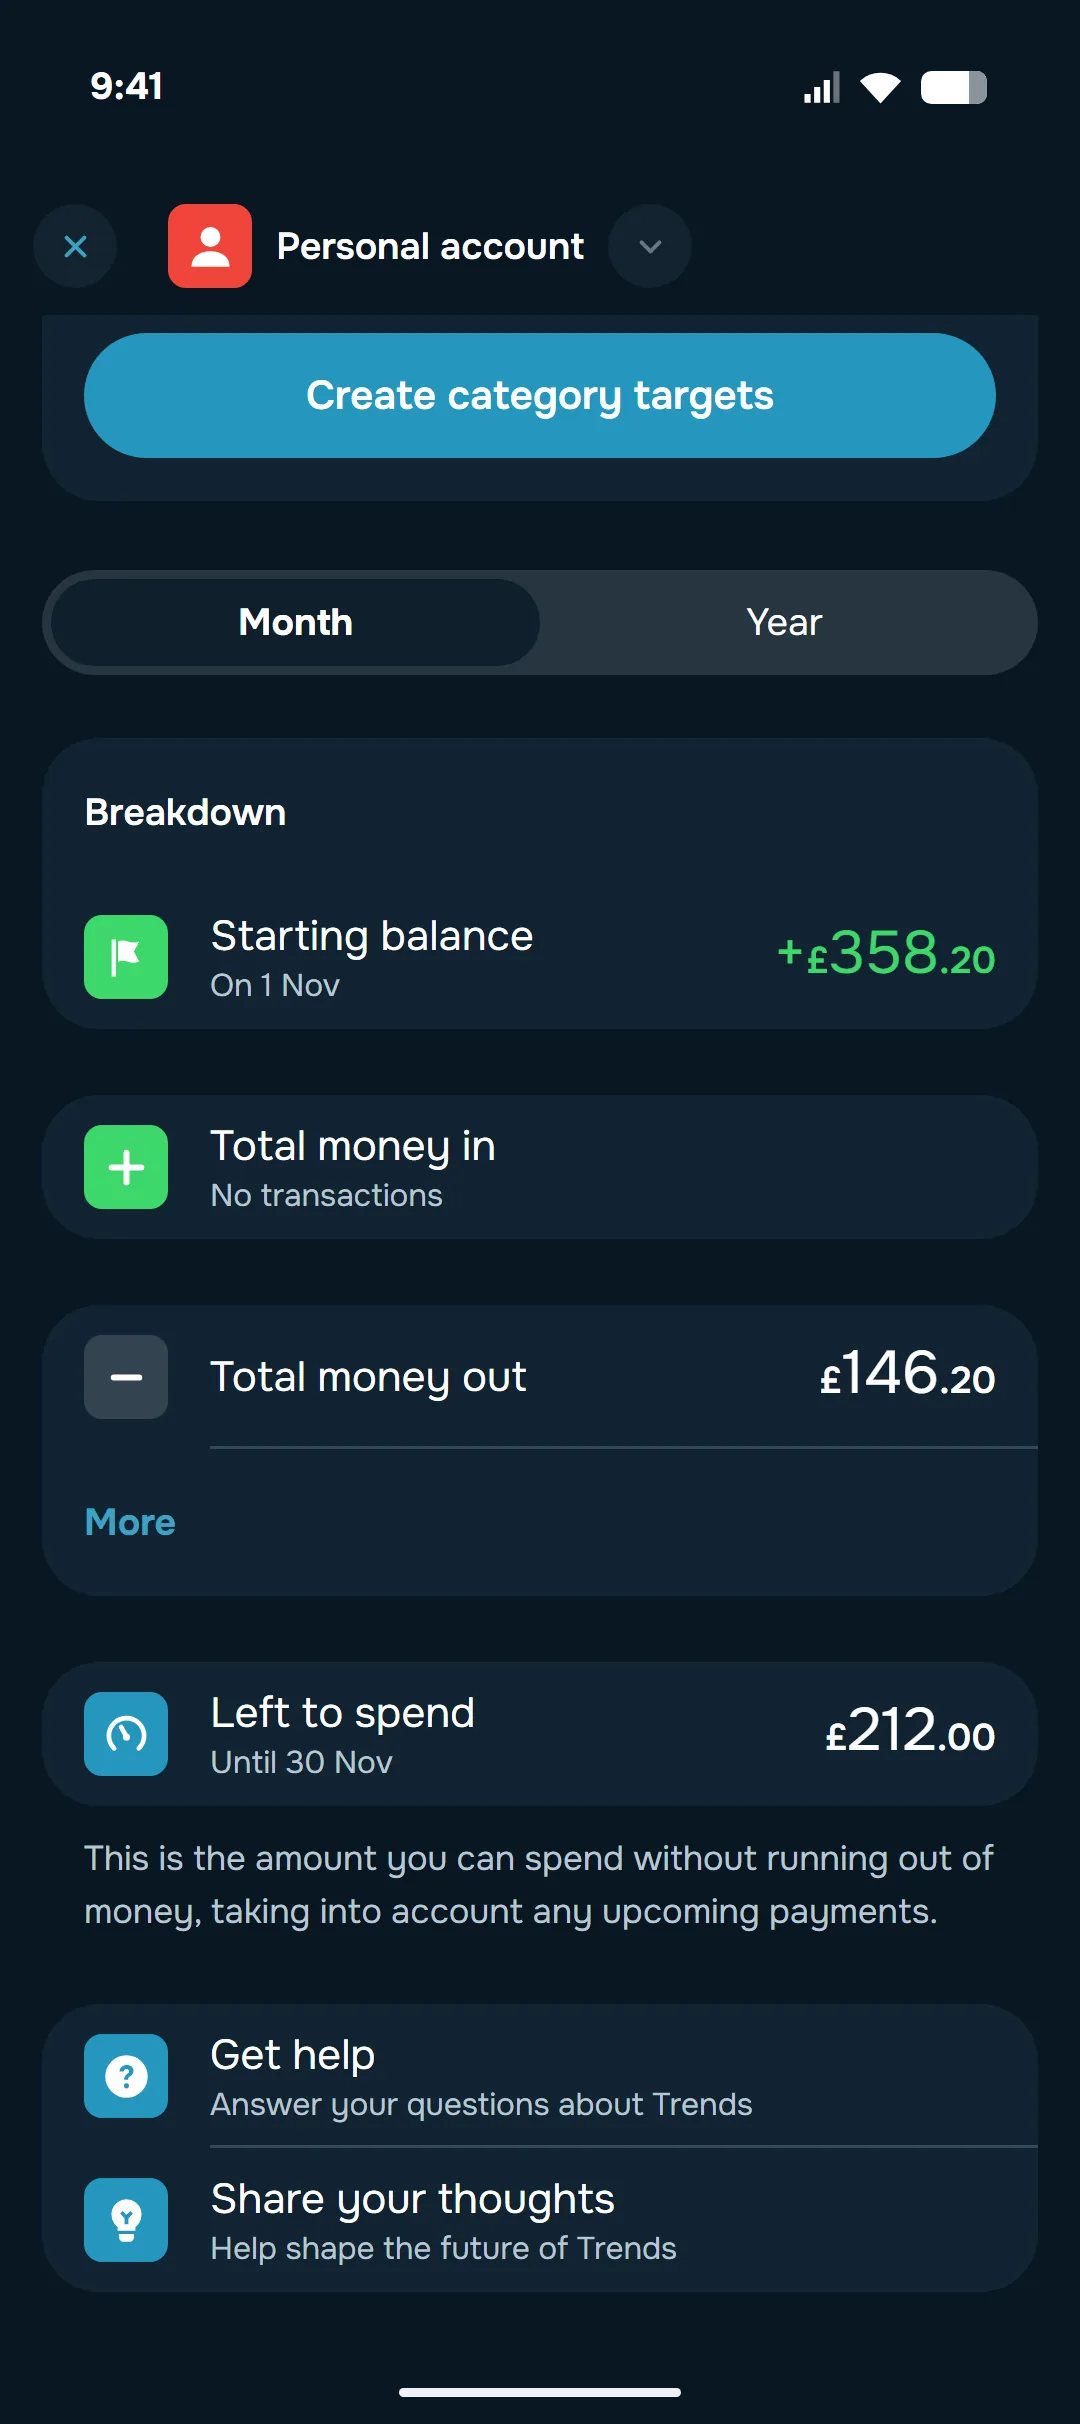 9:41
Personal account
Create category targets
Month
Year
Breakdown
Starting balance
+£358.20
On 1 Nov
Total money in
No transactions
Total money out
£146.20
More
Left to spend
£212.00
Until 30 Nov
This is the amount you can spend without running out of
money, taking into account any upcoming payments.
Get help
Answer your questions about Trends
Share your thoughts
Help shape the future of Trends